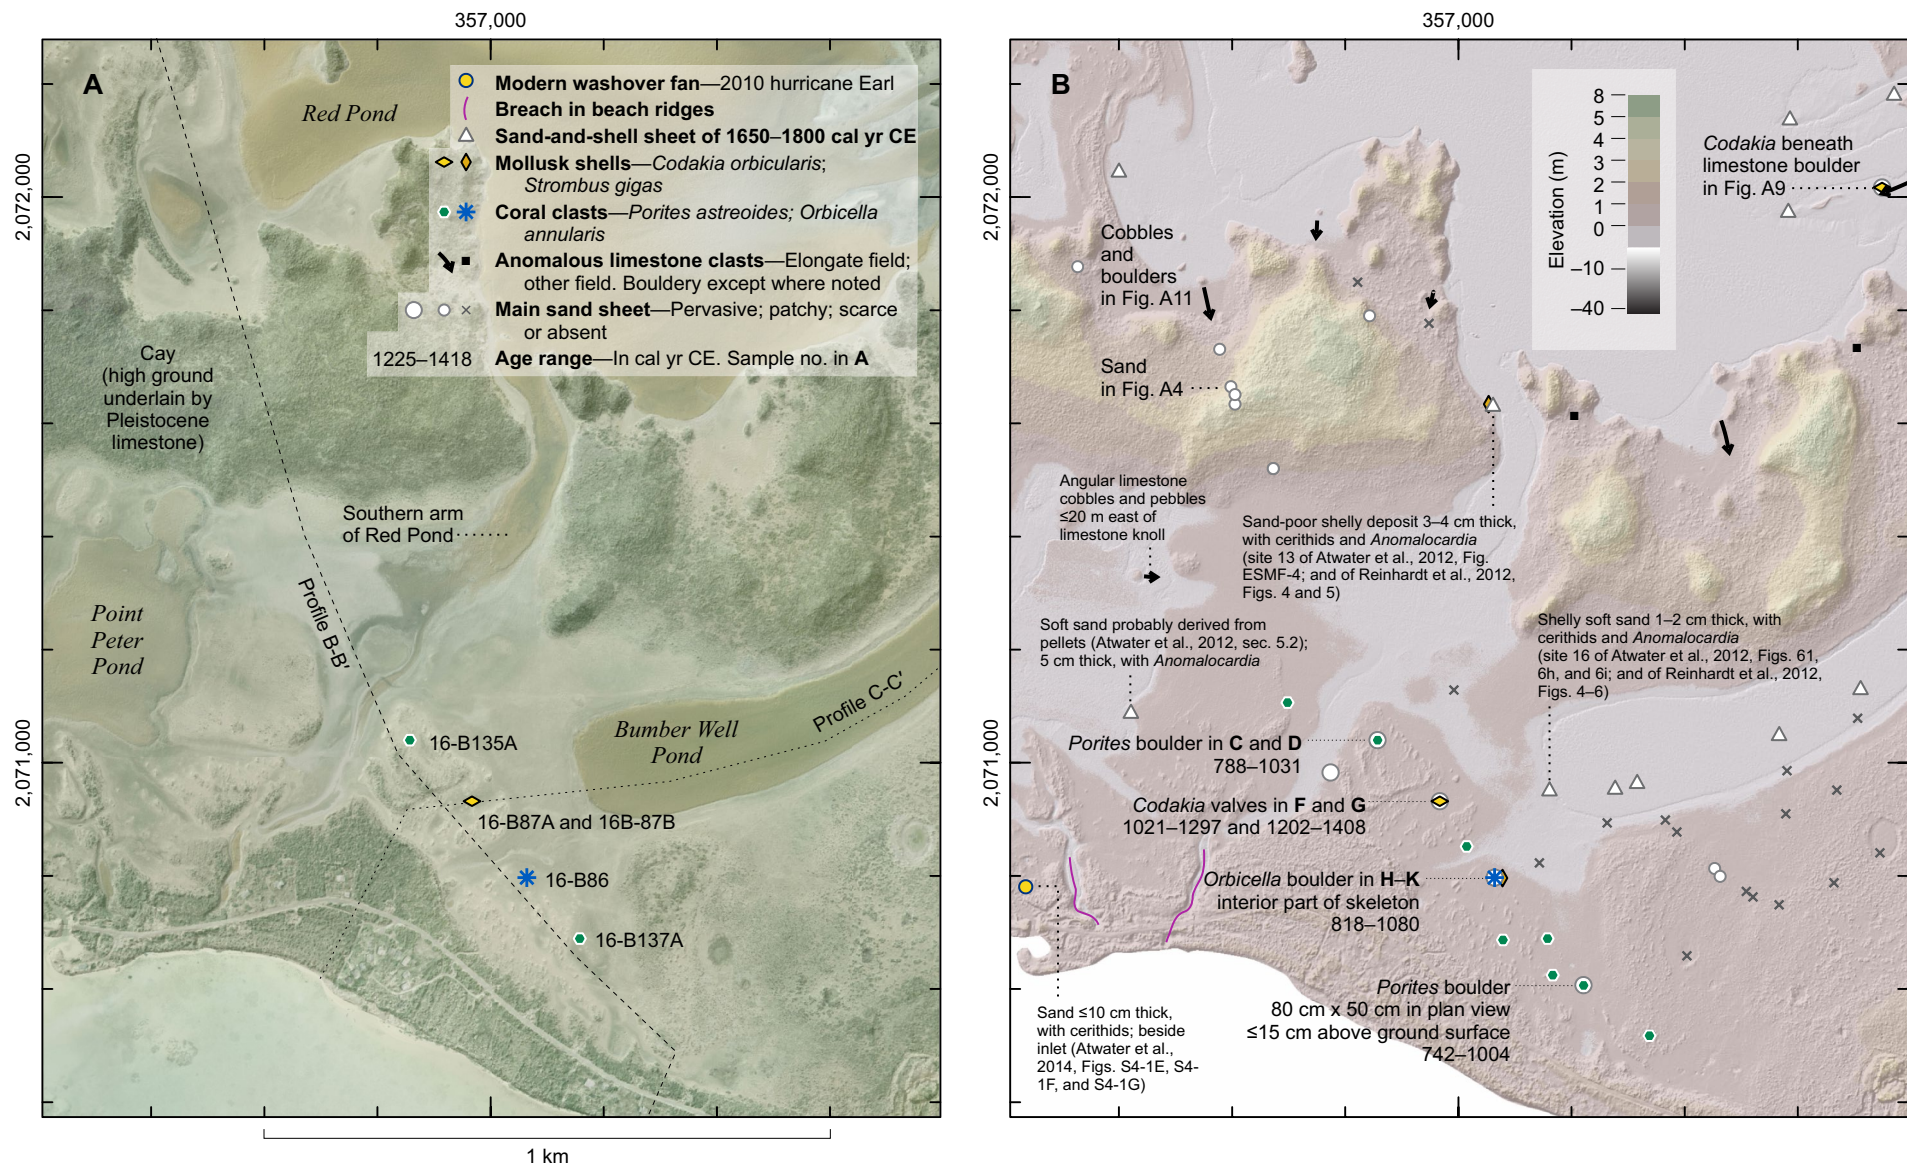 357,000
357,000
A
Red Pond
Modern washover fan—2010 hurricane Earl
Breach in beach ridges
Sand-and-shell sheet of 1650–1800 cal yr CE
Mollusk shells—Codakia orbicularis;
Strombus gigas
Coral clasts—Porites astreoides; Orbicella
annularis
Anomalous limestone clasts—Elongate field;
other field. Bouldery except where noted
Main sand sheet—Pervasive; patchy; scarce
or absent
1225–1418 Age range—In cal yr CE. Sample no. in A
2,072,000
2,071,000
Cay
(high ground
underlain by
Pleistocene
limestone)
Southern arm
of Red Pond
Profile B-B′
Point
Peter
Pond
Bumber Well
Pond
Profile C-C′
16-B135A
16-B87A and 16B-87B
16-B86
16-B137A
1 km
B
2,072,000
2,071,000
Elevation (m)
8
5
4
3
2
1
0
–10
–40
Codakia beneath
limestone boulder
in Fig. A9
Cobbles
and
boulders
in Fig. A11
Sand
in Fig. A4
Angular limestone
cobbles and pebbles
≤20 m east of
limestone knoll
Sand-poor shelly deposit 3–4 cm thick,
with cerithids and Anomalocardia
(site 13 of Atwater et al., 2012, Fig.
ESMF-4; and of Reinhardt et al., 2012,
Figs. 4 and 5)
Soft sand probably derived from
pellets (Atwater et al., 2012, sec. 5.2);
5 cm thick, with Anomalocardia
Shelly soft sand 1–2 cm thick, with
cerithids and Anomalocardia
(site 16 of Atwater et al., 2012, Figs. 61,
6h, and 6i; and of Reinhardt et al., 2012,
Figs. 4–6)
Porites boulder in C and D
788–1031
Codakia valves in F and G
1021–1297 and 1202–1408
Orbicella boulder in H–K
interior part of skeleton
818–1080
Porites boulder
80 cm x 50 cm in plan view
≤15 cm above ground surface
742–1004
Sand ≤10 cm thick,
with cerithids; beside
inlet (Atwater et al.,
2014, Figs. S4-1E, S4-
1F, and S4-1G)